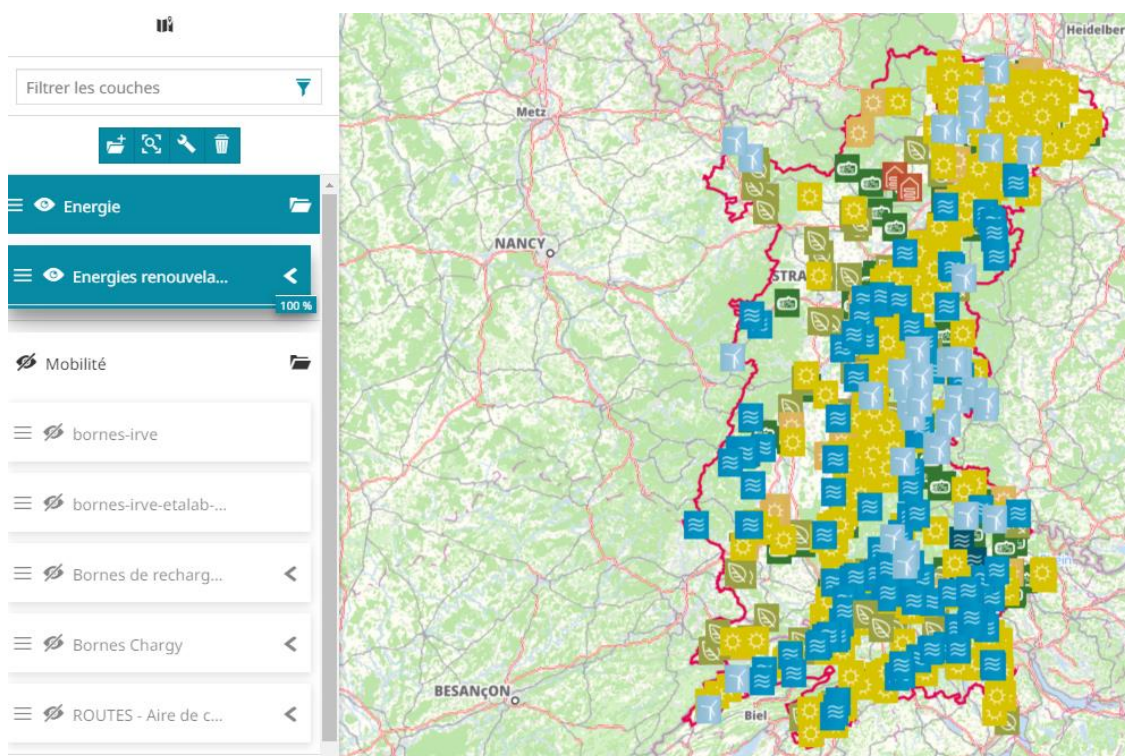 Filtrer les couches
Energie
Energies renouvela...
100 %
Mobilité
bornes-irve
bornes-irve-etalab-...
Bornes de recharg...
Bornes Chargy
ROUTES - Aire de c...
Heidelber
Metz
NANCY
STRA
BESANÇON
Biel